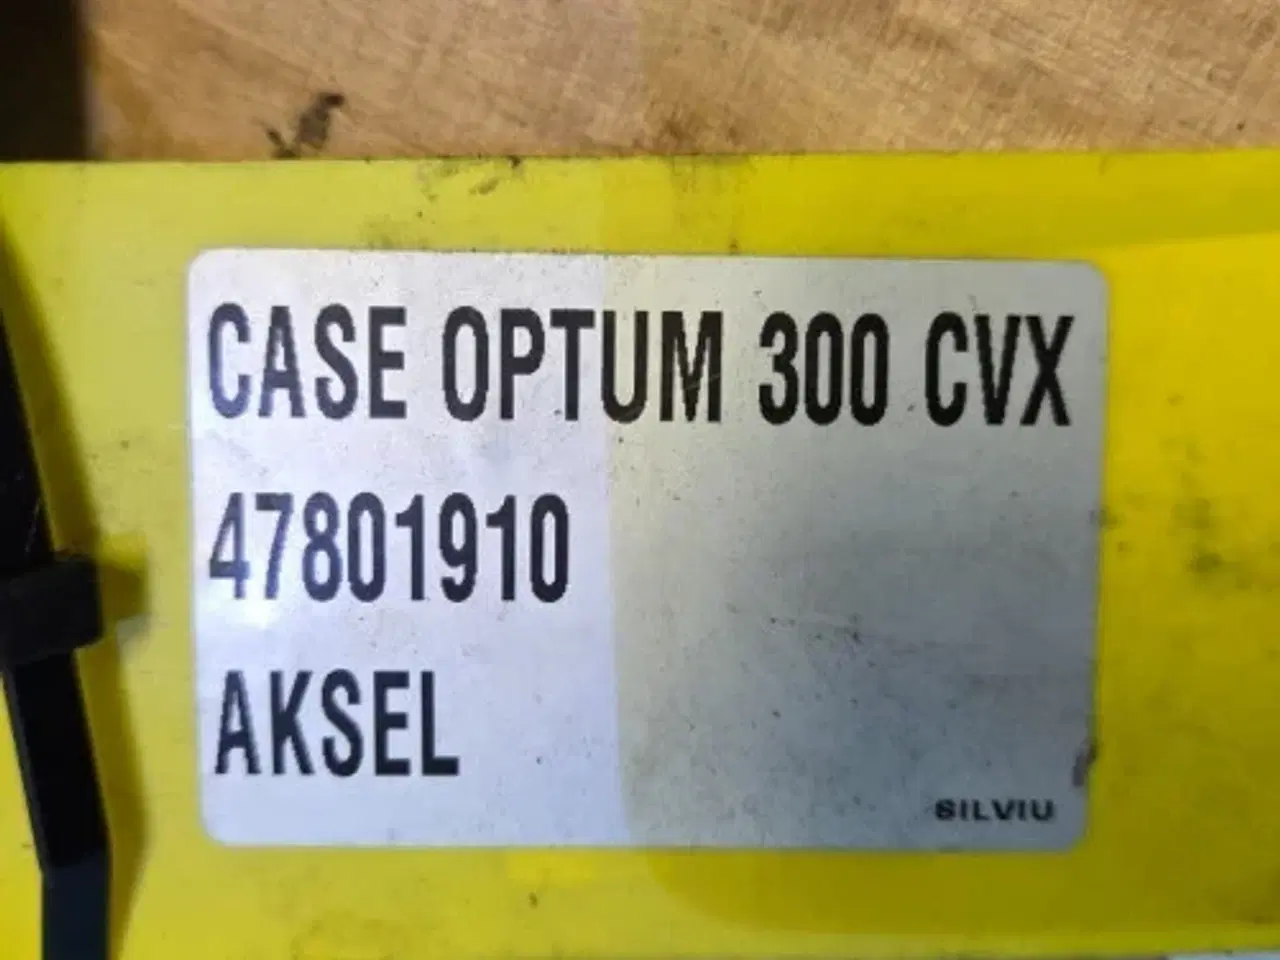 CASE OPTUM 300 CVX
47801910
AKSEL
SILVIU